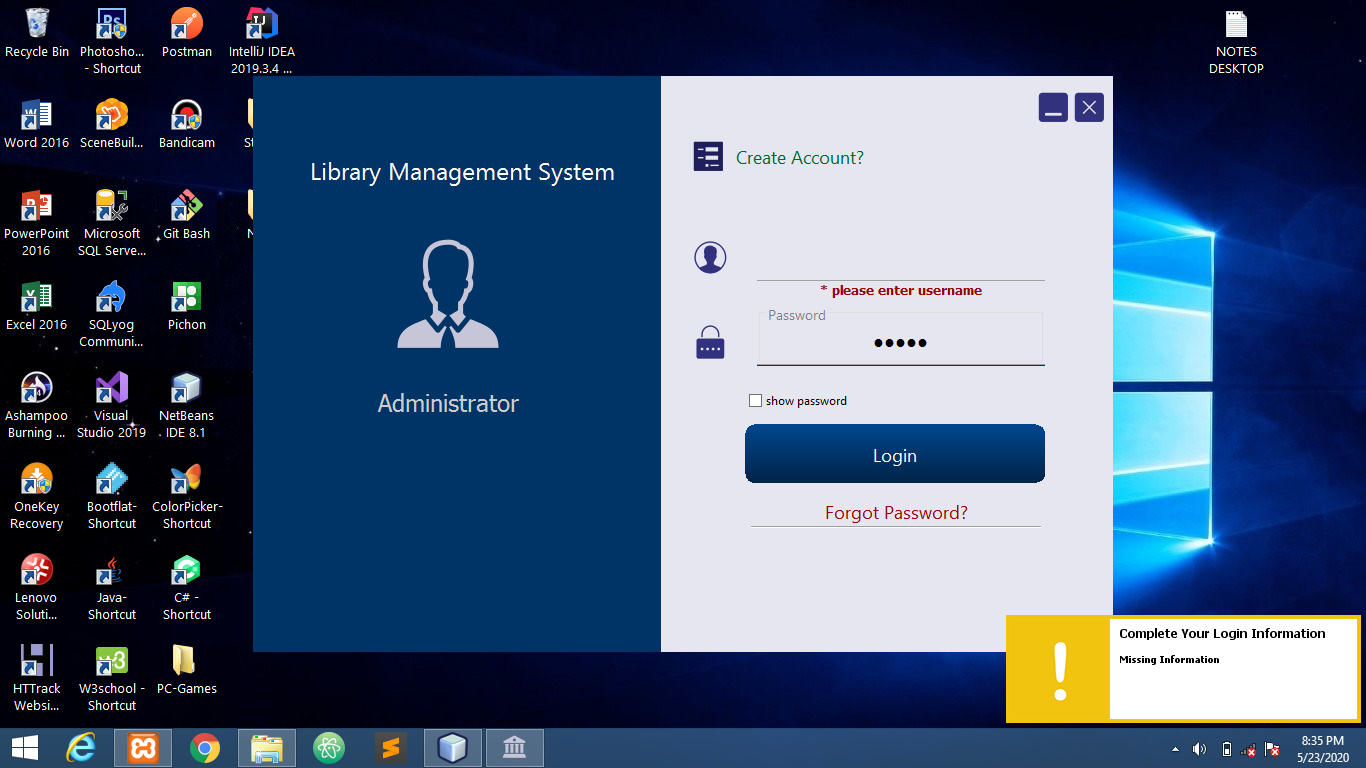 Recycle Bin
Photosho...
- Shortcut
Postman
IntelliJ IDEA
2019.3.4 ...
NOTES
DESKTOP
Word 2016
SceneBuil...
Bandicam
PowerPoint
2016
Microsoft
SQL Serve...
Git Bash
Excel 2016
SQLyog
Communi...
Pichon
Ashampoo
Burning ...
Visual
Studio 2019
NetBeans
IDE 8.1
OneKey
Recovery
Bootflat-
Shortcut
ColorPicker-
Shortcut
Lenovo
Soluti...
Java-
Shortcut
C# -
Shortcut
HTTrack
Websi...
W3school -
Shortcut
PC-Games
Library Management System
Administrator
Create Account?
* please enter username
Password
show password
Login
Forgot Password?
Complete Your Login Information
Missing Information
8:35 PM
5/23/2020